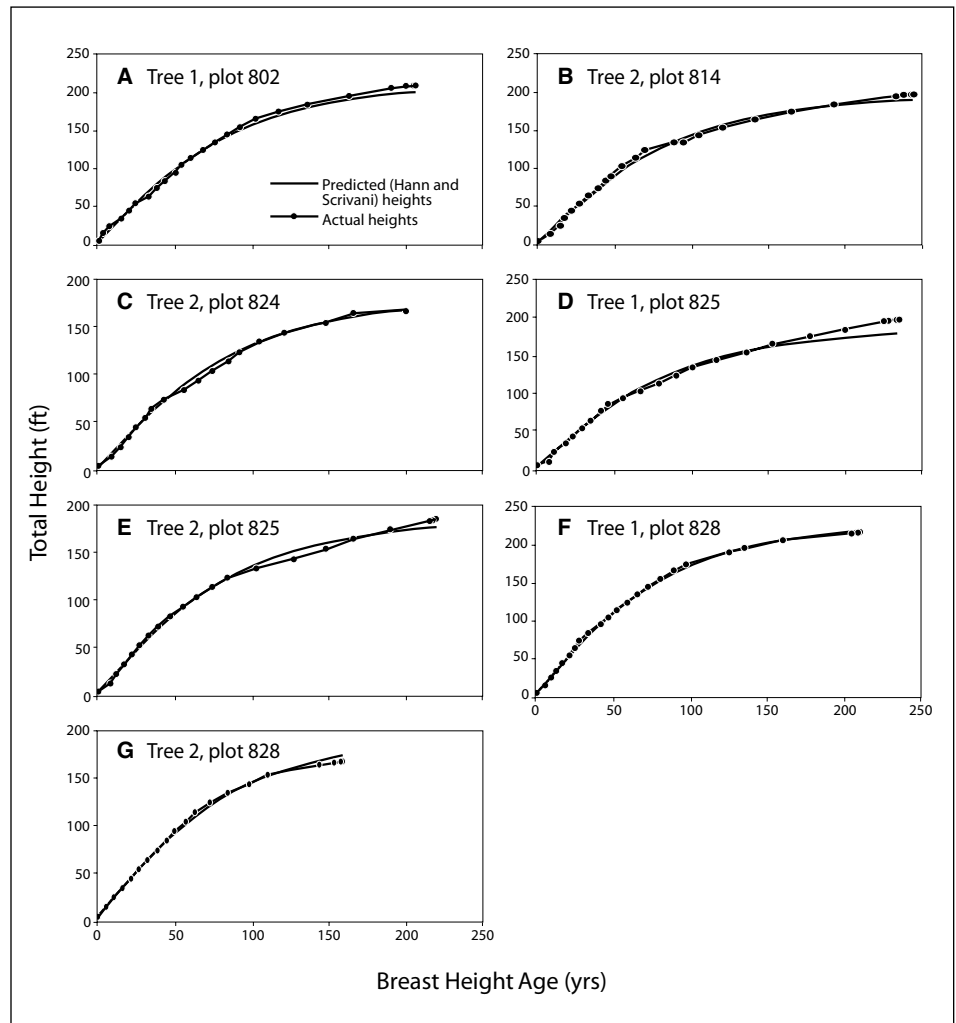 250
200
150
100
50
0
A Tree 1, plot 802
Predicted (Hann and
Scrivani) heights
Actual heights
250
200
150
100
50
0
B Tree 2, plot 814
200
150
100
50
0
C Tree 2, plot 824
250
200
150
100
50
0
D Tree 1, plot 825
200
150
100
50
0
E Tree 2, plot 825
250
200
150
100
50
0
F Tree 1, plot 828
0 50 100 150 200 250
200
150
100
50
0
G Tree 2, plot 828
0 50 100 150 200 250
Total Height (ft)
Breast Height Age (yrs)